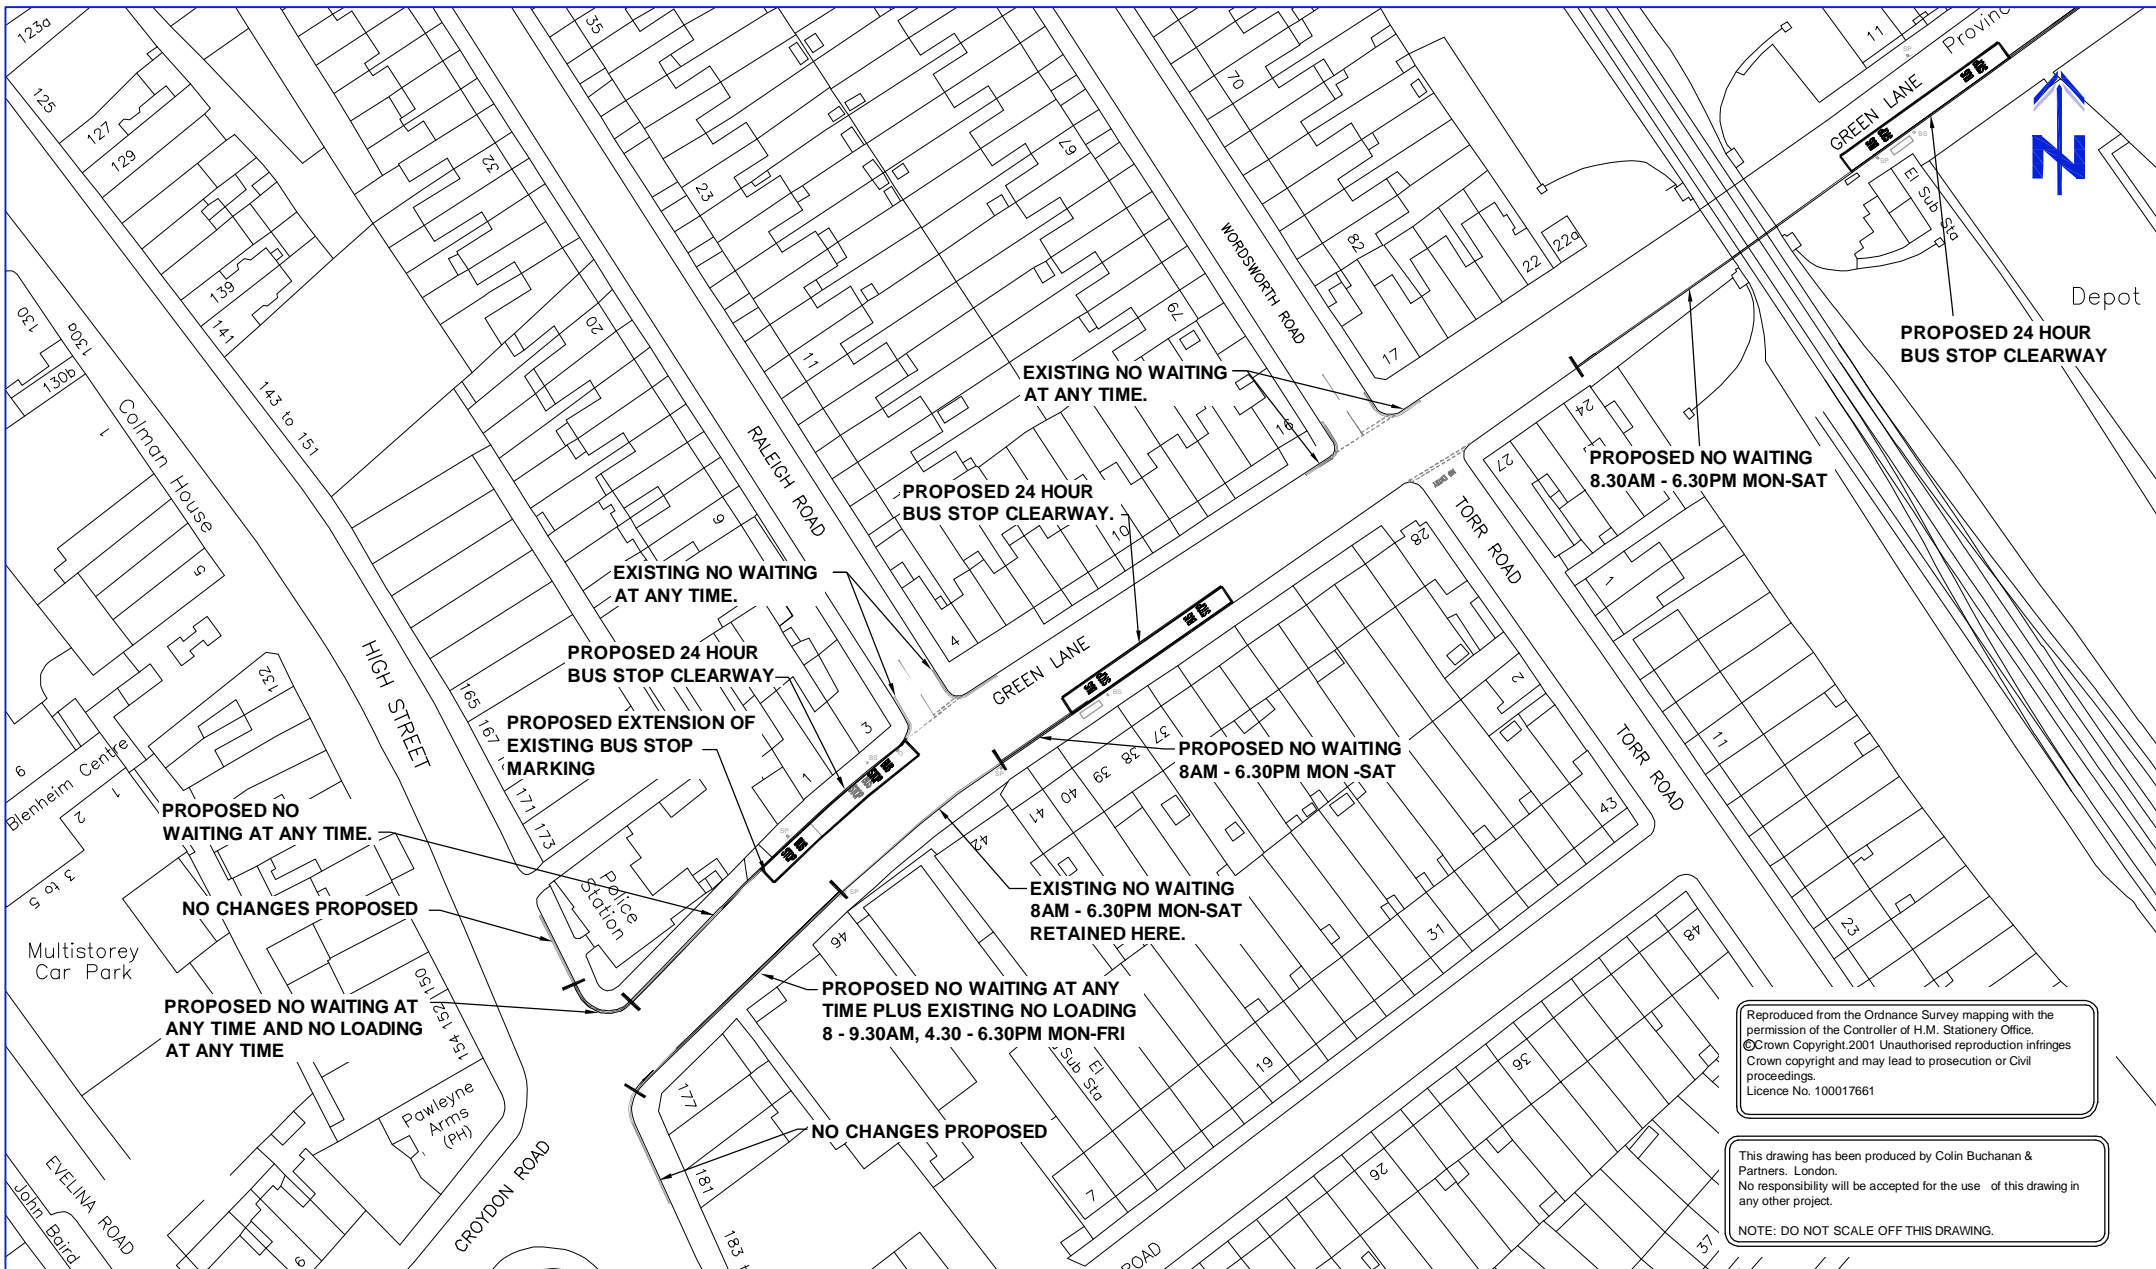 123a
125
127
129
139
141
143 to 151
130
130a
130b
Colman House
1
5
35
32
23
20
11
9
67
70
79
82
22a
22
17
16
10
4
3
1
11
Provinc
GREEN LANE
El Sub Sta
Depot
N
PROPOSED 24 HOUR
BUS STOP CLEARWAY
WORDSWORTH ROAD
EXISTING NO WAITING
AT ANY TIME.
PROPOSED NO WAITING
8.30AM - 6.30PM MON-SAT
24
27
NO ENTRY
RALEIGH ROAD
PROPOSED 24 HOUR
BUS STOP CLEARWAY.
TORR ROAD
28
1
2
EXISTING NO WAITING
AT ANY TIME.
PROPOSED 24 HOUR
BUS STOP CLEARWAY
GREEN LANE
HIGH STREET
132
165
167
171
173
PROPOSED EXTENSION OF
EXISTING BUS STOP
MARKING
PROPOSED NO WAITING
8AM - 6.30PM MON -SAT
37
38
39
40
41
42
43
TORR ROAD
11
23
Blenheim Centre
9
1
2
3 to 5
PROPOSED NO
WAITING AT ANY TIME.
Police
Station
NO CHANGES PROPOSED
EXISTING NO WAITING
8AM - 6.30PM MON-SAT
RETAINED HERE.
Multistorey
Car Park
150
152
154
46
31
48
PROPOSED NO WAITING AT
ANY TIME AND NO LOADING
AT ANY TIME
PROPOSED NO WAITING AT ANY
TIME PLUS EXISTING NO LOADING
8 - 9.30AM, 4.30 - 6.30PM MON-FRI
El
Sub Sta
19
36
26
7
37
Pawleyne
Arms
(PH)
177
181
183
NO CHANGES PROPOSED
EVELINA ROAD
John Baird
CROYDON ROAD
9
ROAD
SP
BS
Reproduced from the Ordnance Survey mapping with the
permission of the Controller of H.M. Stationery Office.
©Crown Copyright.2001 Unauthorised reproduction infringes
Crown copyright and may lead to prosecution or Civil
proceedings.
Licence No. 100017661
This drawing has been produced by Colin Buchanan &
Partners. London.
No responsibility will be accepted for the use of this drawing in
any other project.
NOTE: DO NOT SCALE OFF THIS DRAWING.